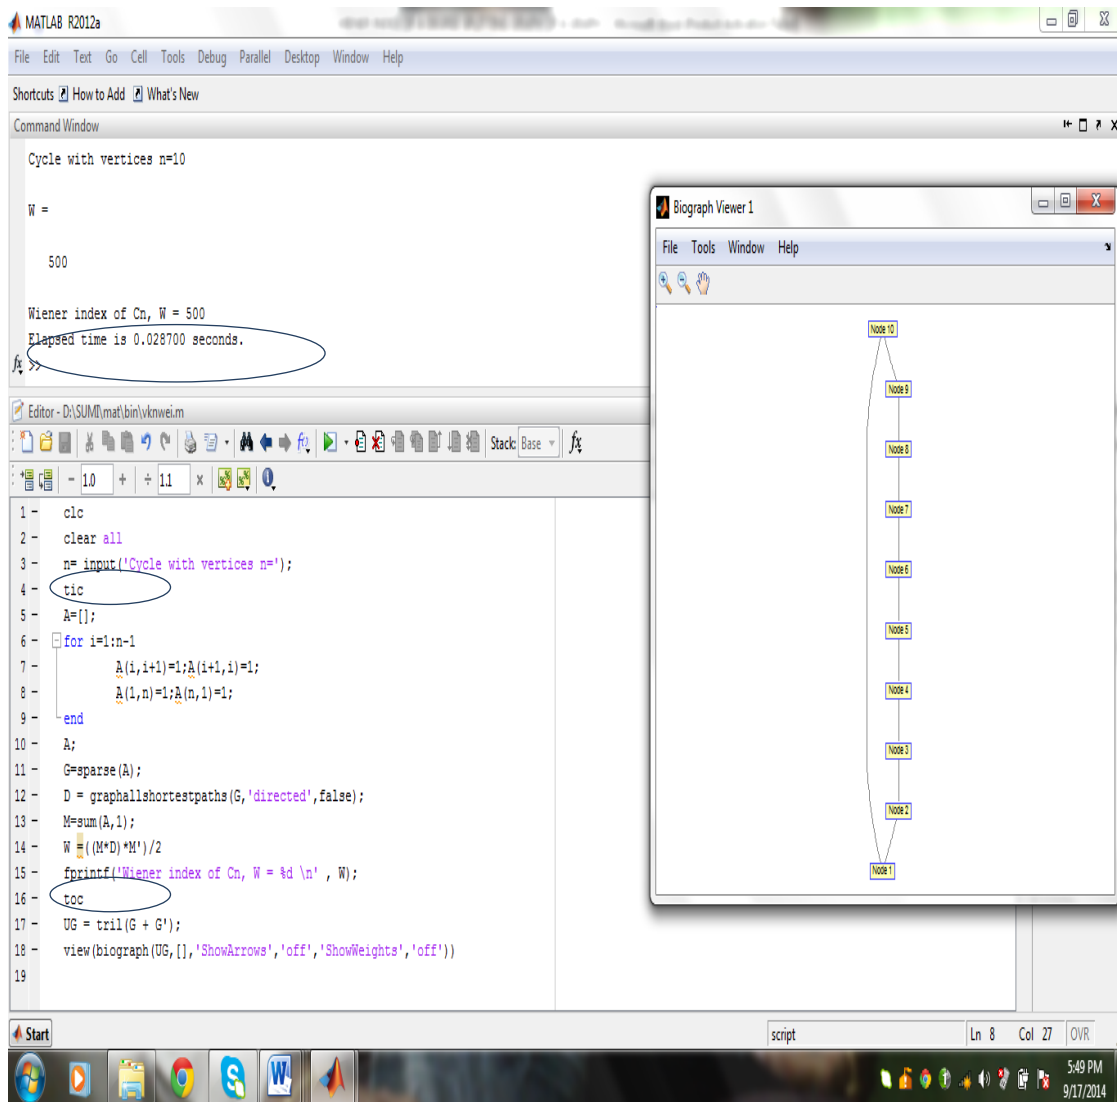 MATLAB R2012a
File Edit Text Go Cell Tools Debug Parallel Desktop Window Help
Shortcuts How to Add What's New
Command Window
Cycle with vertices n=10
W =
500
Wiener index of Cn, W = 500
Elapsed time is 0.028700 seconds.
fx >>
Editor - D:\SUMI\mat\bin\vknwei.m
Stack: Base fx
- 1.0 + ÷ 1.1 ×
1 - clc
2 - clear all
3 - n= input('Cycle with vertices n=');
4 - tic
5 - A=[];
6 - for i=1:n-1
7 - A(i,i+1)=1;A(i+1,i)=1;
8 - A(1,n)=1;A(n,1)=1;
9 - end
10 - A;
11 - G=sparse(A);
12 - D = graphallshortestpaths(G,'directed',false);
13 - M=sum(A,1);
14 - W =((M*D)*M')/2
15 - fprintf('Wiener index of Cn, W = %d \n' , W);
16 - toc
17 - UG = tril(G + G');
18 - view(biograph(UG,[],'ShowArrows','off','ShowWeights','off'))
19
Biograph Viewer 1
File Tools Window Help
Node 10
Node 9
Node 8
Node 7
Node 6
Node 5
Node 4
Node 3
Node 2
Node 1
Start
script Ln 8 Col 27 OVR
5:49 PM
9/17/2014